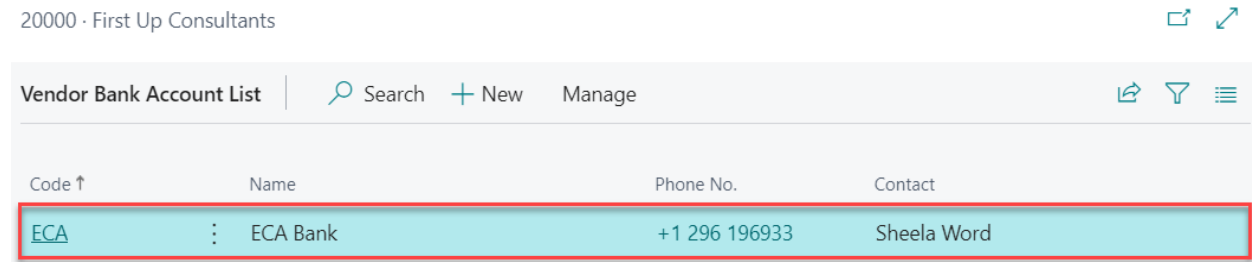 20000 · First Up Consultants
Vendor Bank Account List Search New Manage
Code ↑ Name Phone No. Contact
ECA ECA Bank +1 296 196933 Sheela Word